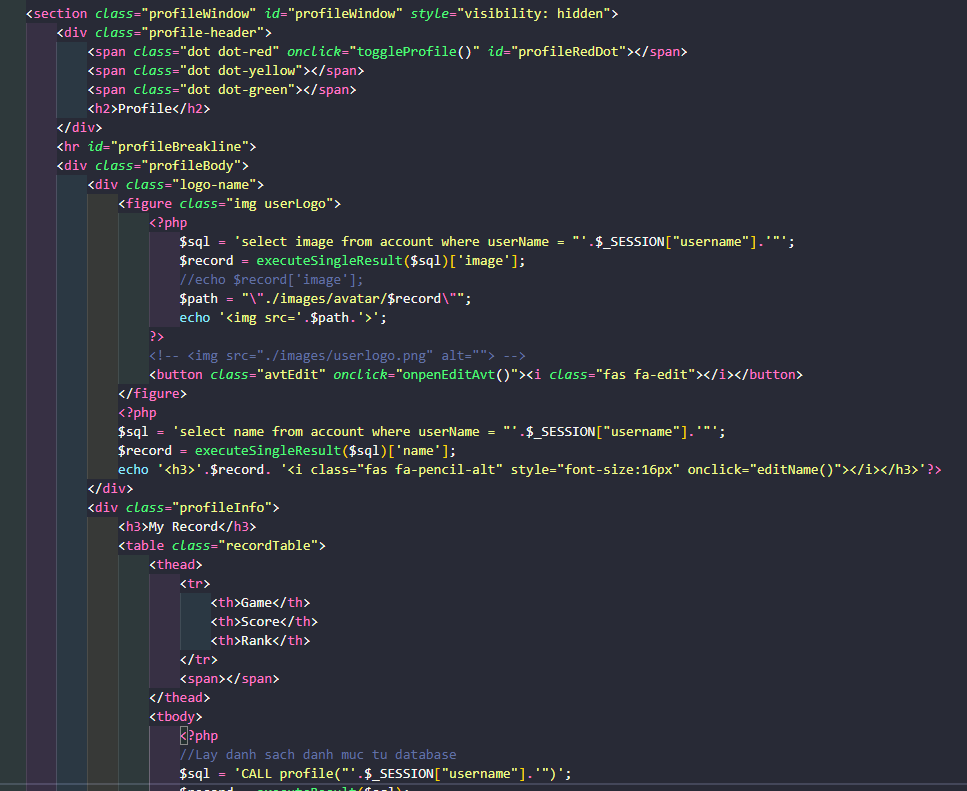 <section class="profileWindow" id="profileWindow" style="visibility: hidden">
<div class="profile-header">
<span class="dot dot-red" onclick="toggleProfile()" id="profileRedDot"></span>
<span class="dot dot-yellow"></span>
<span class="dot dot-green"></span>
<h2>Profile</h2>
</div>
<hr id="profileBreakline">
<div class="profileBody">
<div class="logo-name">
<figure class="img userLogo">
<?php
$sql = 'select image from account where userName = "'.$_SESSION["username"].'"';
$record = executeSingleResult($sql)['image'];
//echo $record['image'];
$path = "\"./images/avatar/$record\"";
echo '<img src='.$path.'>';
?>
<!-- <img src="./images/userlogo.png" alt=""> -->
<button class="avtEdit" onclick="onpenEditAvt()"><i class="fas fa-edit"></i></button>
</figure>
<?php
$sql = 'select name from account where userName = "'.$_SESSION["username"].'"';
$record = executeSingleResult($sql)['name'];
echo '<h3>'.$record. '<i class="fas fa-pencil-alt" style="font-size:16px" onclick="editName()"></i></h3>'?>
</div>
<div class="profileInfo">
<h3>My Record</h3>
<table class="recordTable">
<thead>
<tr>
<th>Game</th>
<th>Score</th>
<th>Rank</th>
</tr>
<span></span>
</thead>
<tbody>
<?php
//Lay danh sach danh muc tu database
$sql = 'CALL profile("'.$_SESSION["username"].'")';
$record = executeResult($sql);